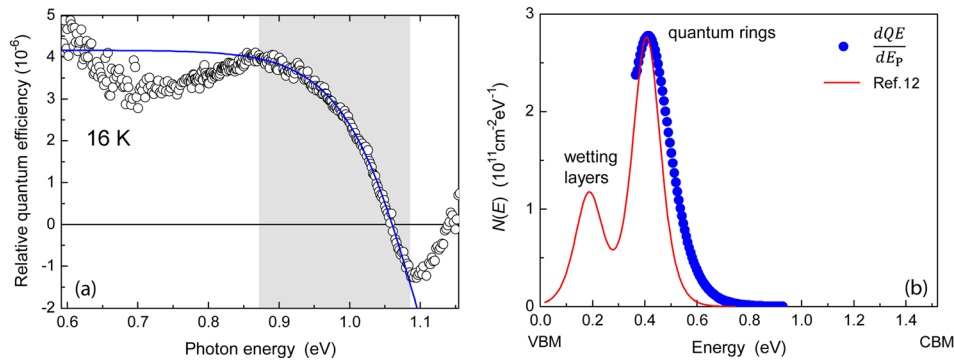 5
4
3
2
1
0
-1
-2
Relative quantum efficiency (10⁻⁶)
16 K
(a)
0.6 0.7 0.8 0.9 1.0 1.1
Photon energy (eV)
3
2
1
0
N(E) (10¹¹cm⁻²eV⁻¹)
quantum rings
dQE
dE_P
Ref. 12
wetting
layers
(b)
0.0 0.2 0.4 0.6 0.8 1.0 1.2 1.4
VBM Energy (eV) CBM